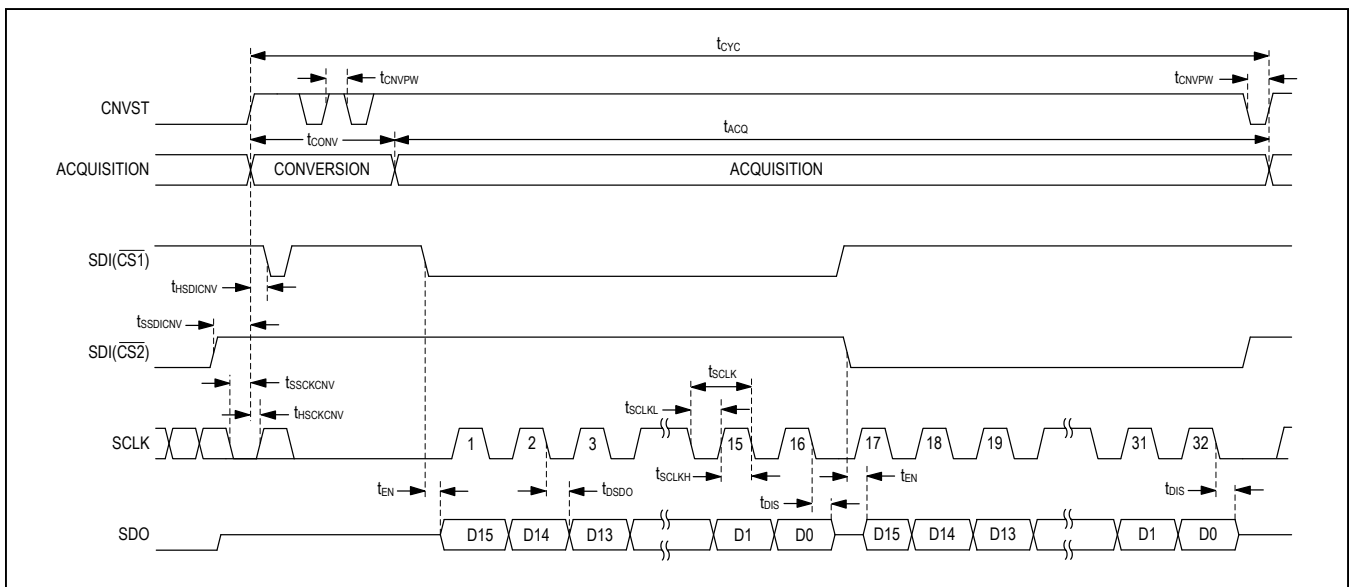 tCYC
tCNVPW
tCNVPW
CNVST
tCONV
tACQ
ACQUISITION
CONVERSION
ACQUISITION
SDI(CS1)
tHSDICNV
tSSDICNV
SDI(CS2)
tSSCKCNV
tSCLK
tHSCKCNV
tSCLKL
SCLK
1 2 3 15 16 17 18 19 31 32
tSCLKH
tEN
tDSDO
tDIS
tEN
tDIS
SDO
D15 D14 D13 D1 D0 D15 D14 D13 D1 D0